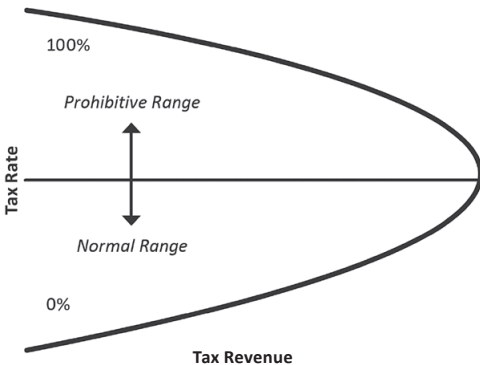 100%
Prohibitive Range
Tax Rate
Normal Range
0%
Tax Revenue